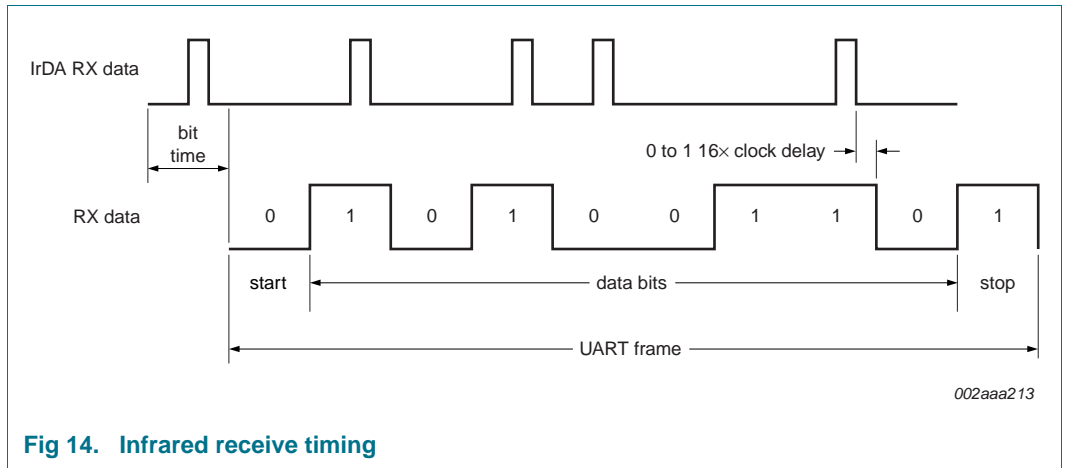 IrDA RX data
bit
time
0 to 1 16× clock delay
RX data
0 1 0 1 0 0 1 1 0 1
start
data bits
stop
UART frame
002aaa213
Fig 14. Infrared receive timing